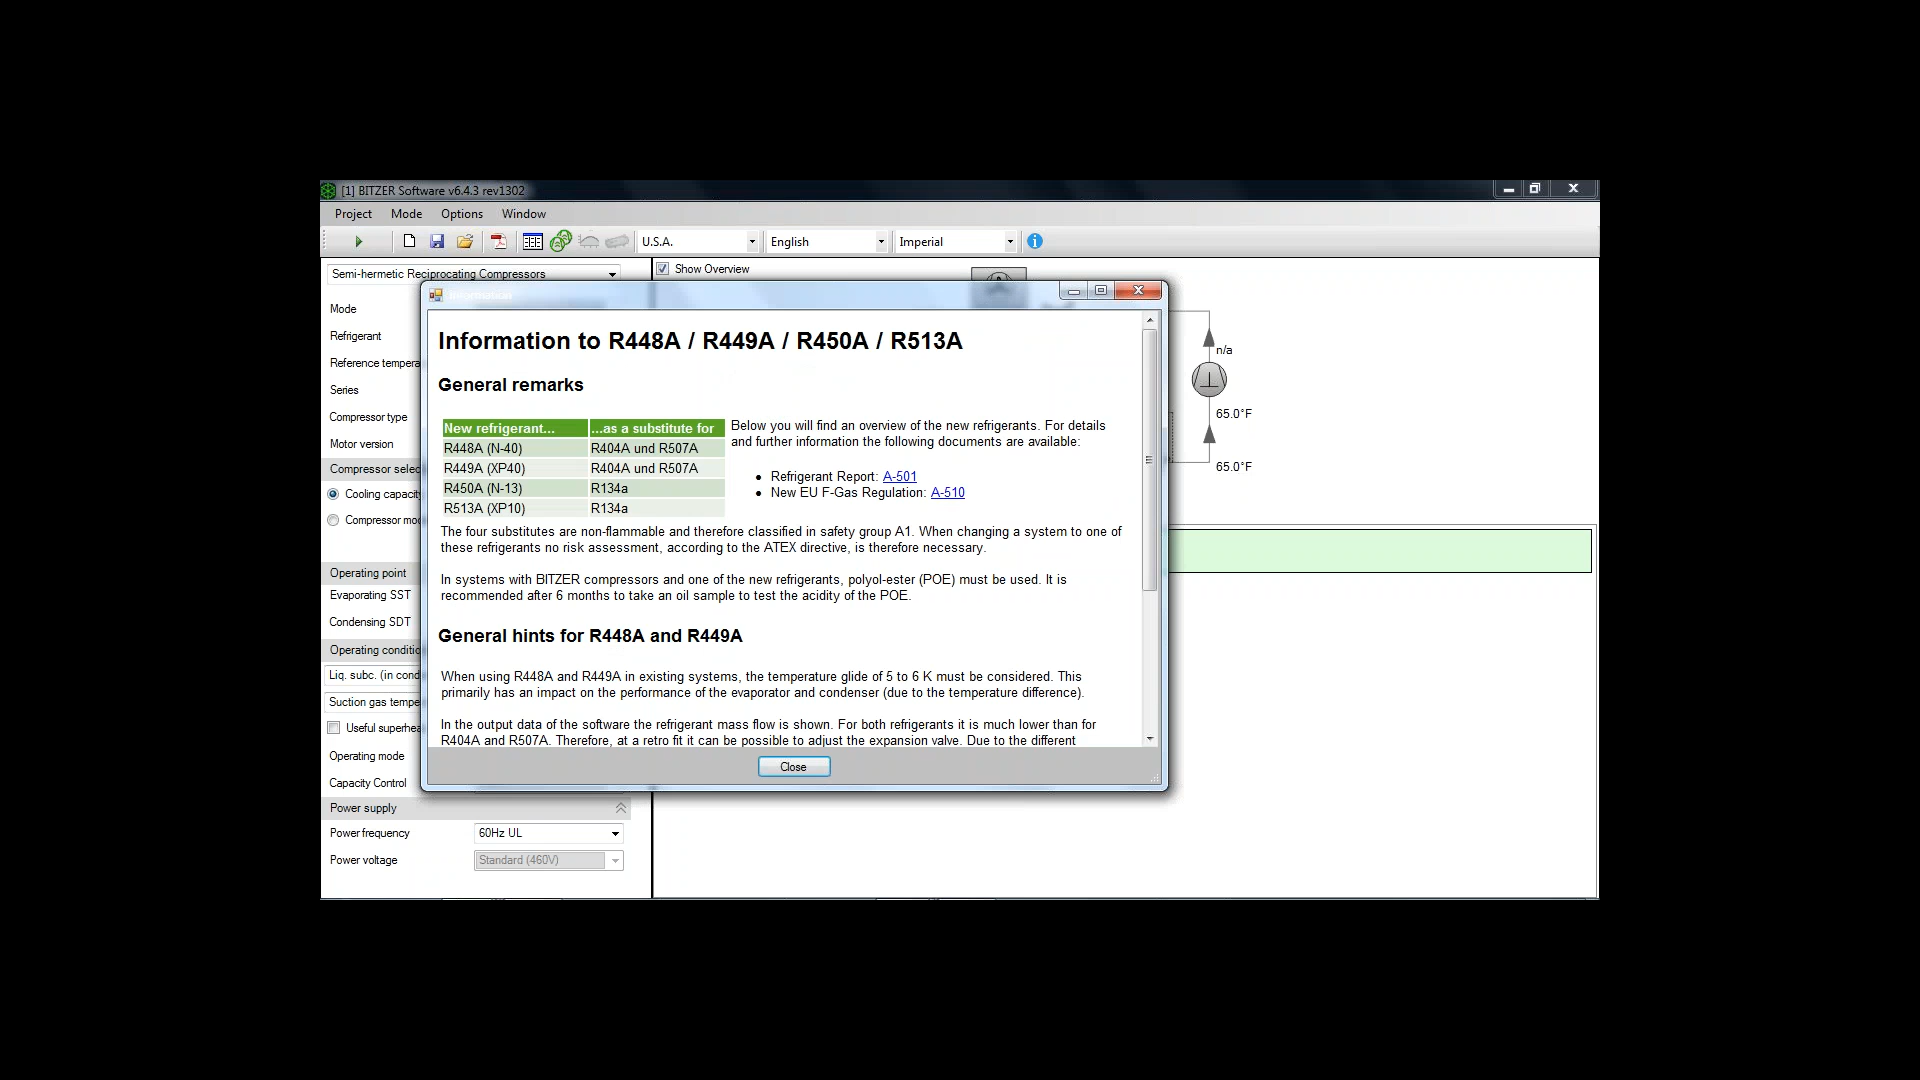 [1] BITZER Software v6.4.3 rev1302
Project Mode Options Window
U.S.A. English Imperial
Semi-hermetic Reciprocating Compressors
Show Overview
Mode
Refrigerant
Reference tempera
Series
Compressor type
Motor version
Compressor selec
Cooling capacity
Compressor mo
Operating point
Evaporating SST
Condensing SDT
Operating conditio
Liq. subc. (in cond
Suction gas tempe
Useful superhea
Operating mode
Capacity Control
Power supply
Power frequency 60Hz UL
Power voltage Standard (460V)
Information to R448A / R449A / R450A / R513A
General remarks
New refrigerant... ...as a substitute for
R448A (N-40) R404A und R507A
R449A (XP40) R404A und R507A
R450A (N-13) R134a
R513A (XP10) R134a
Below you will find an overview of the new refrigerants. For details
and further information the following documents are available:
• Refrigerant Report: A-501
• New EU F-Gas Regulation: A-510
The four substitutes are non-flammable and therefore classified in safety group A1. When changing a system to one of
these refrigerants no risk assessment, according to the ATEX directive, is therefore necessary.
In systems with BITZER compressors and one of the new refrigerants, polyol-ester (POE) must be used. It is
recommended after 6 months to take an oil sample to test the acidity of the POE.
General hints for R448A and R449A
When using R448A and R449A in existing systems, the temperature glide of 5 to 6 K must be considered. This
primarily has an impact on the performance of the evaporator and condenser (due to the temperature difference).
In the output data of the software the refrigerant mass flow is shown. For both refrigerants it is much lower than for
R404A and R507A. Therefore, at a retro fit it can be possible to adjust the expansion valve. Due to the different
Close
n/a
65.0°F
65.0°F